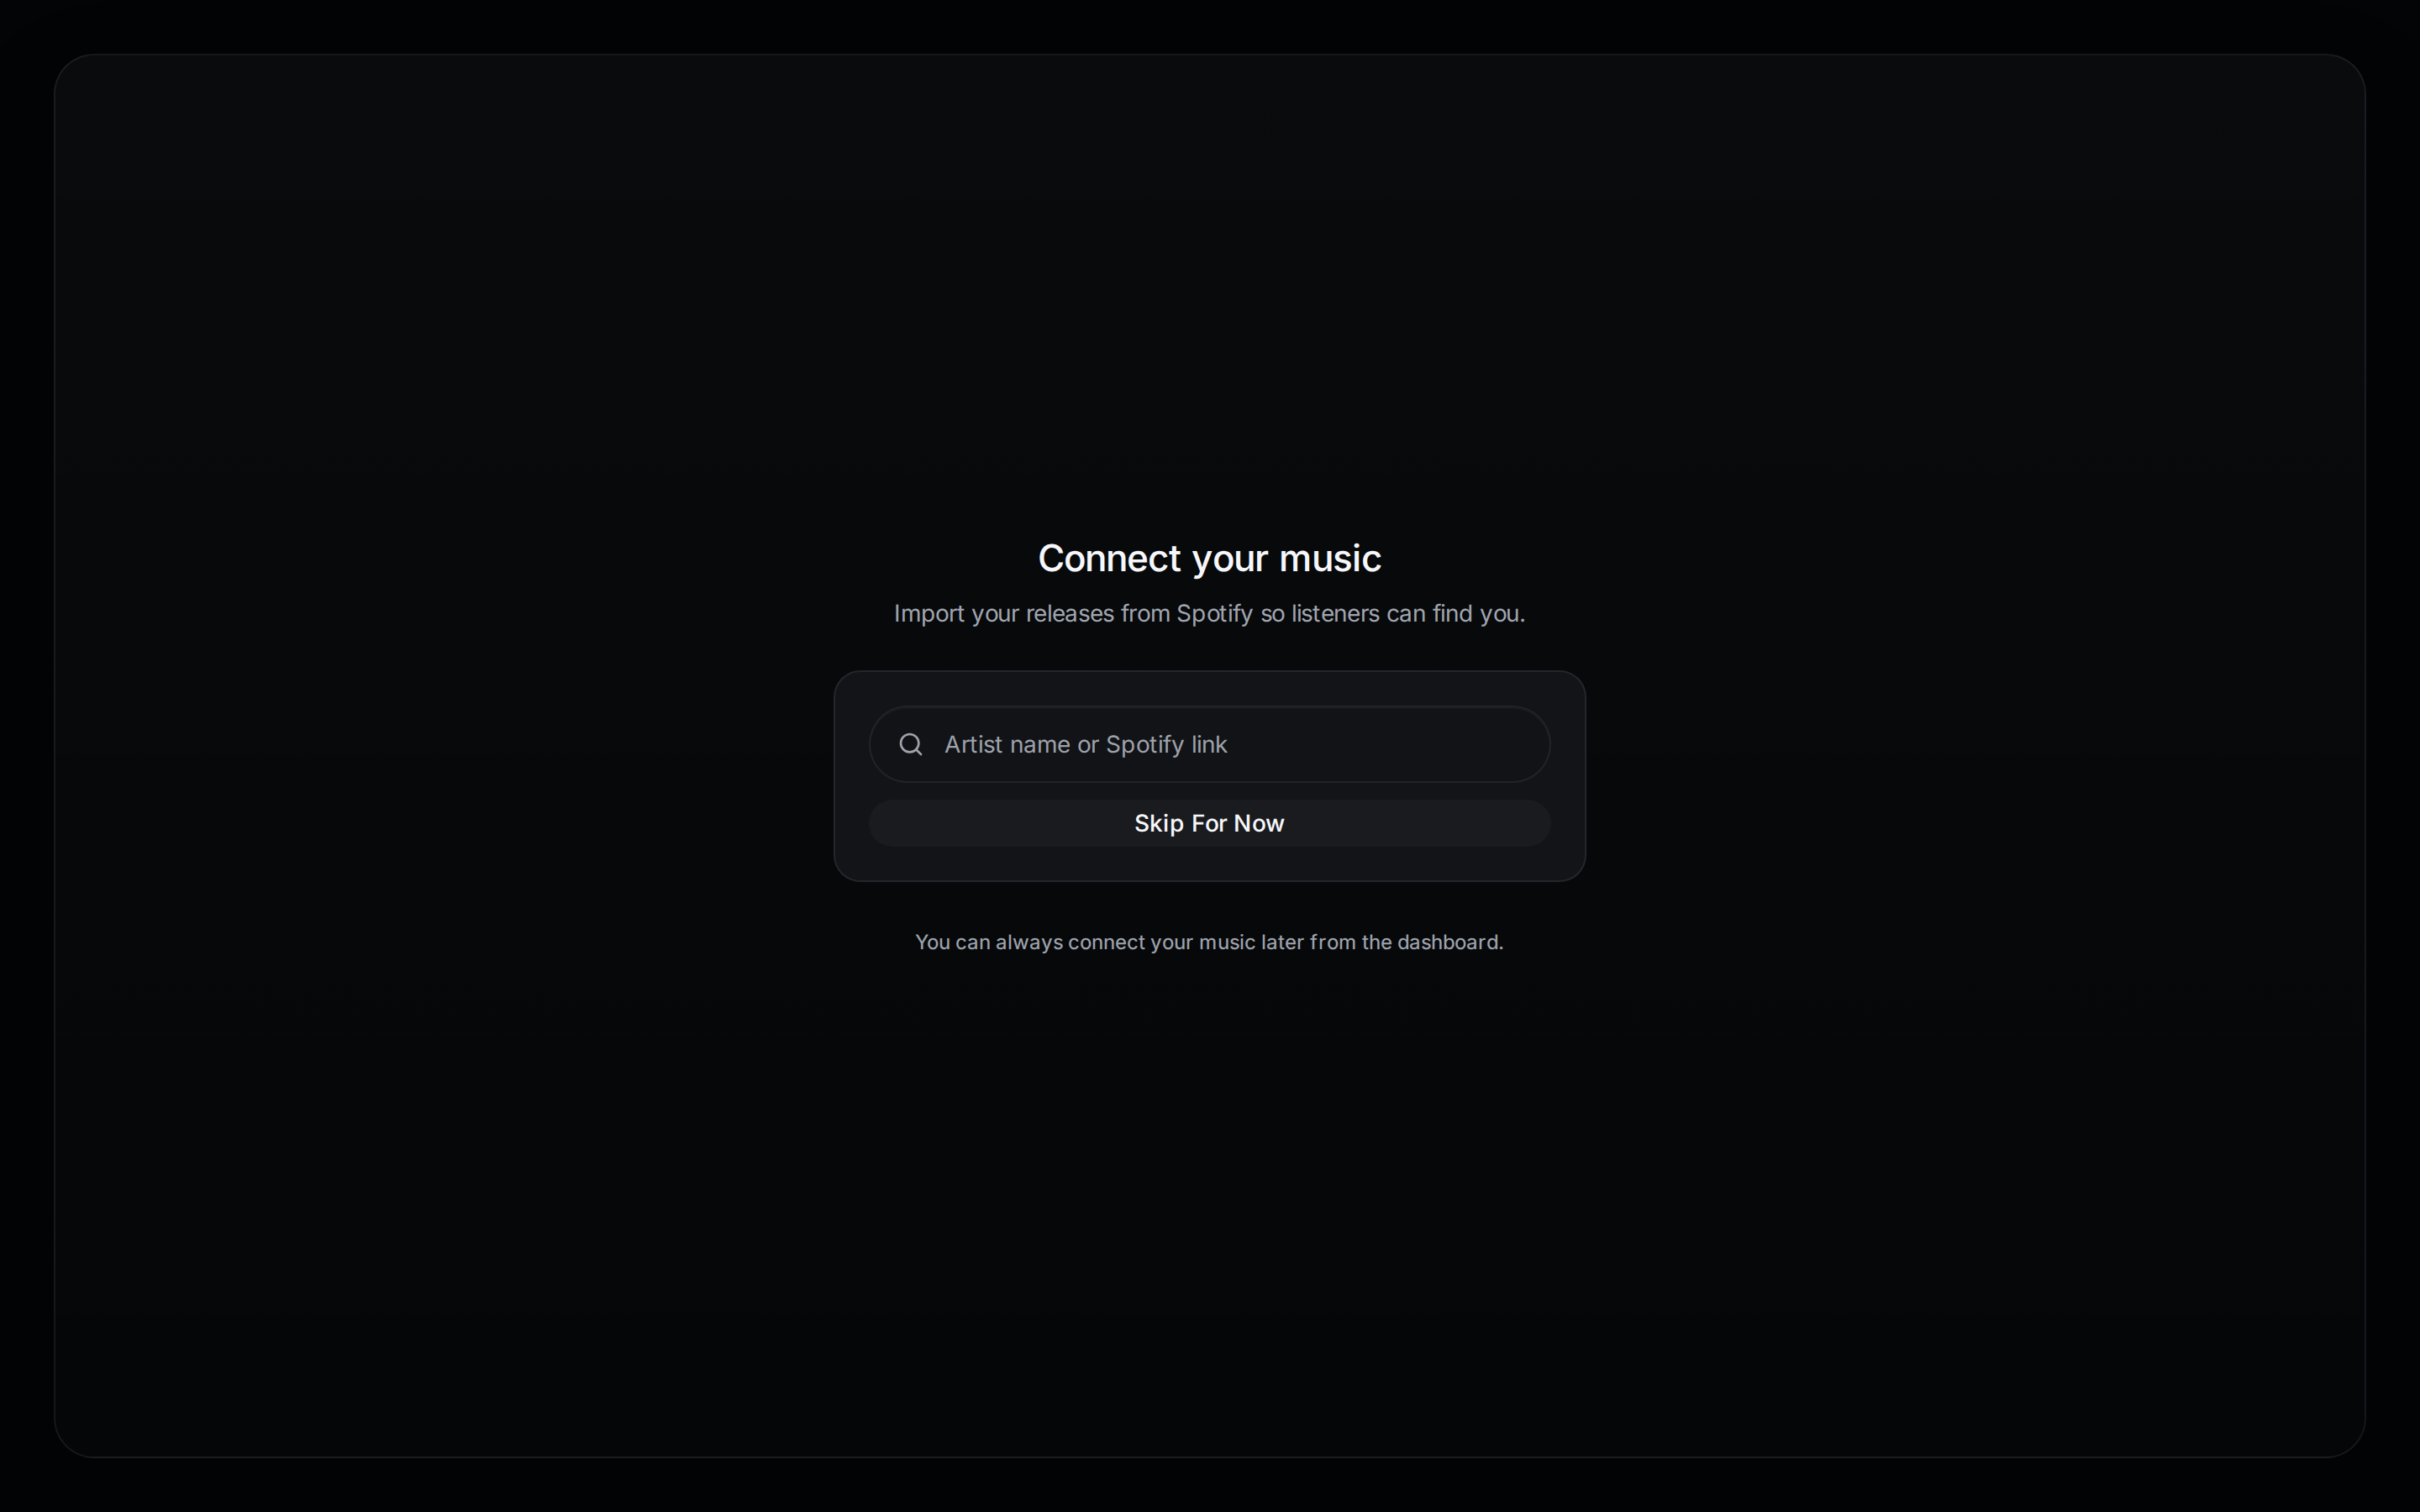 Connect your music
Import your releases from Spotify so listeners can find you.
Artist name or Spotify link
Skip For Now
You can always connect your music later from the dashboard.